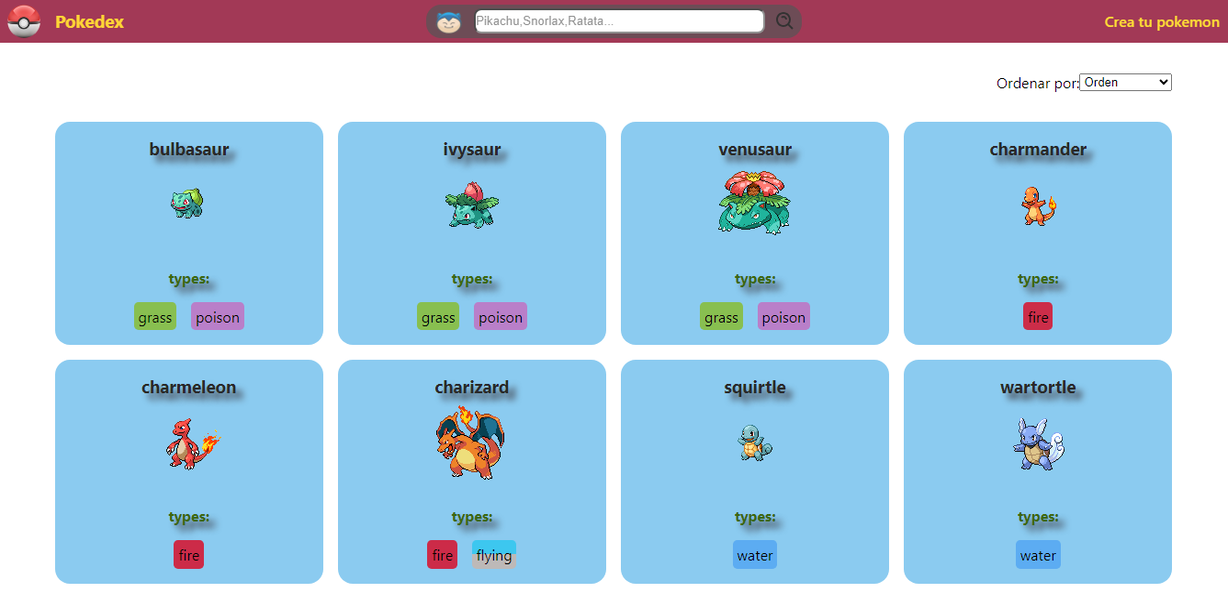 Pokedex
Pikachu,Snorlax,Ratata...
Crea tu pokemon
Ordenar por: Orden
bulbasaur
types:
grass poison
ivysaur
types:
grass poison
venusaur
types:
grass poison
charmander
types:
fire
charmeleon
types:
fire
charizard
types:
fire flying
squirtle
types:
water
wartortle
types:
water